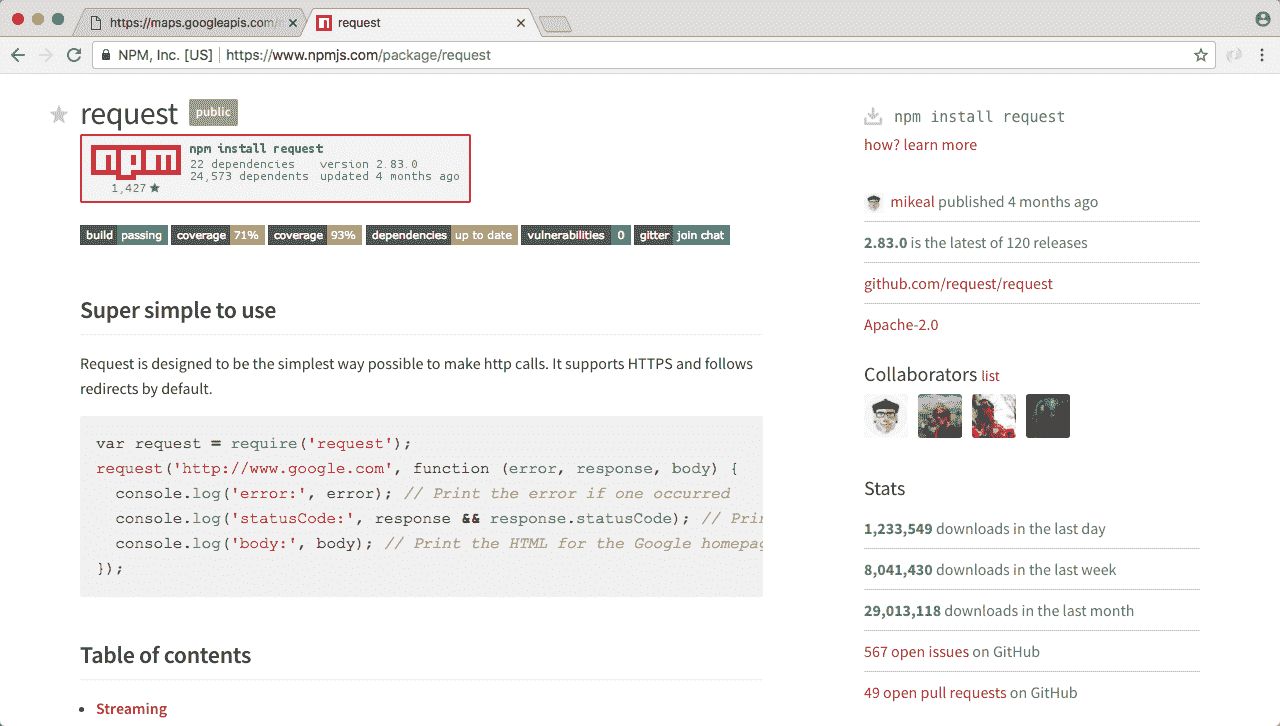 https://maps.googleapis.com/
request
NPM, Inc. [US]
https://www.npmjs.com/package/request
request public
npm
npm install request
22 dependencies version 2.83.0
24,573 dependents updated 4 months ago
1,427 ★
build passing coverage 71% coverage 93% dependencies up to date vulnerabilities 0 gitter join chat
Super simple to use
Request is designed to be the simplest way possible to make http calls. It supports HTTPS and follows
redirects by default.
var request = require('request');
request('http://www.google.com', function (error, response, body) {
console.log('error:', error); // Print the error if one occurred
console.log('statusCode:', response && response.statusCode); // Prin
console.log('body:', body); // Print the HTML for the Google homepag
});
Table of contents
• Streaming
npm install request
how? learn more
mikeal published 4 months ago
2.83.0 is the latest of 120 releases
github.com/request/request
Apache-2.0
Collaborators list
Stats
1,233,549 downloads in the last day
8,041,430 downloads in the last week
29,013,118 downloads in the last month
567 open issues on GitHub
49 open pull requests on GitHub